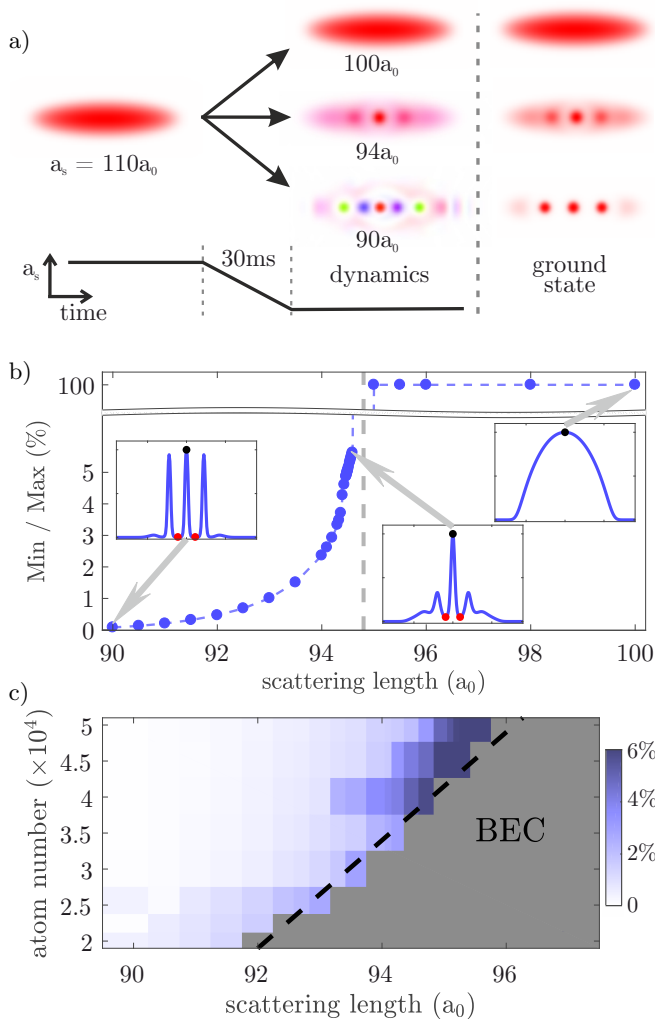 a)
100a₀
aₛ = 110a₀
94a₀
90a₀
aₛ
time
30ms
dynamics
ground
state
b)
Min / Max (%)
100
5
4
3
2
1
0
90
92
94
96
98
100
scattering length (a₀)
c)
atom number (×10⁴)
5
4.5
4
3.5
3
2.5
2
BEC
6%
4%
2%
0
90
92
94
96
scattering length (a₀)